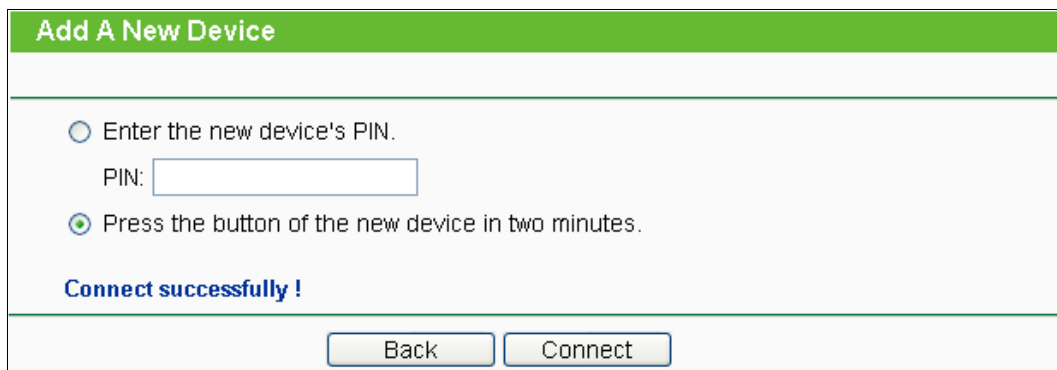 Add A New Device
Enter the new device's PIN.
PIN:
Press the button of the new device in two minutes.
Connect successfully !
Back Connect